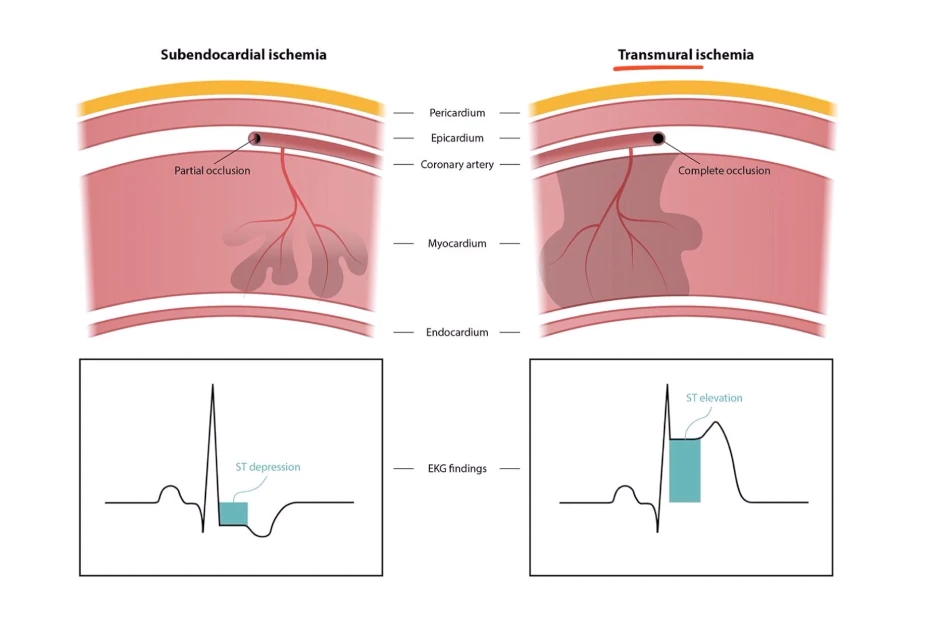 Subendocardial ischemia
Transmural ischemia
Pericardium
Epicardium
Coronary artery
Partial occlusion
Complete occlusion
Myocardium
Endocardium
ST depression
EKG findings
ST elevation